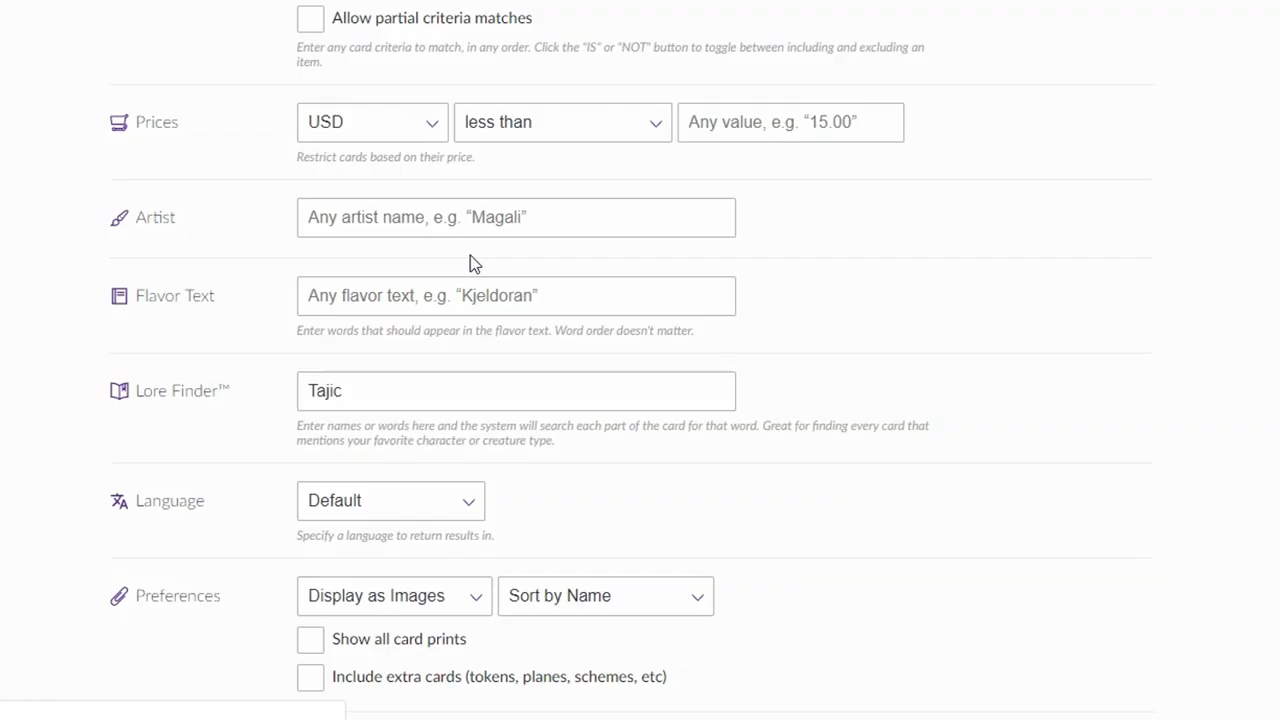 Allow partial criteria matches
Enter any card criteria to match, in any order. Click the “IS” or “NOT” button to toggle between including and excluding an
item.
Prices
USD less than Any value, e.g. “15.00”
Restrict cards based on their price.
Artist
Any artist name, e.g. “Magali”
Flavor Text
Any flavor text, e.g. “Kjeldoran”
Enter words that should appear in the flavor text. Word order doesn't matter.
Lore Finder™
Tajic
Enter names or words here and the system will search each part of the card for that word. Great for finding every card that
mentions your favorite character or creature type.
Language
Default
Specify a language to return results in.
Preferences
Display as Images Sort by Name
Show all card prints
Include extra cards (tokens, planes, schemes, etc)